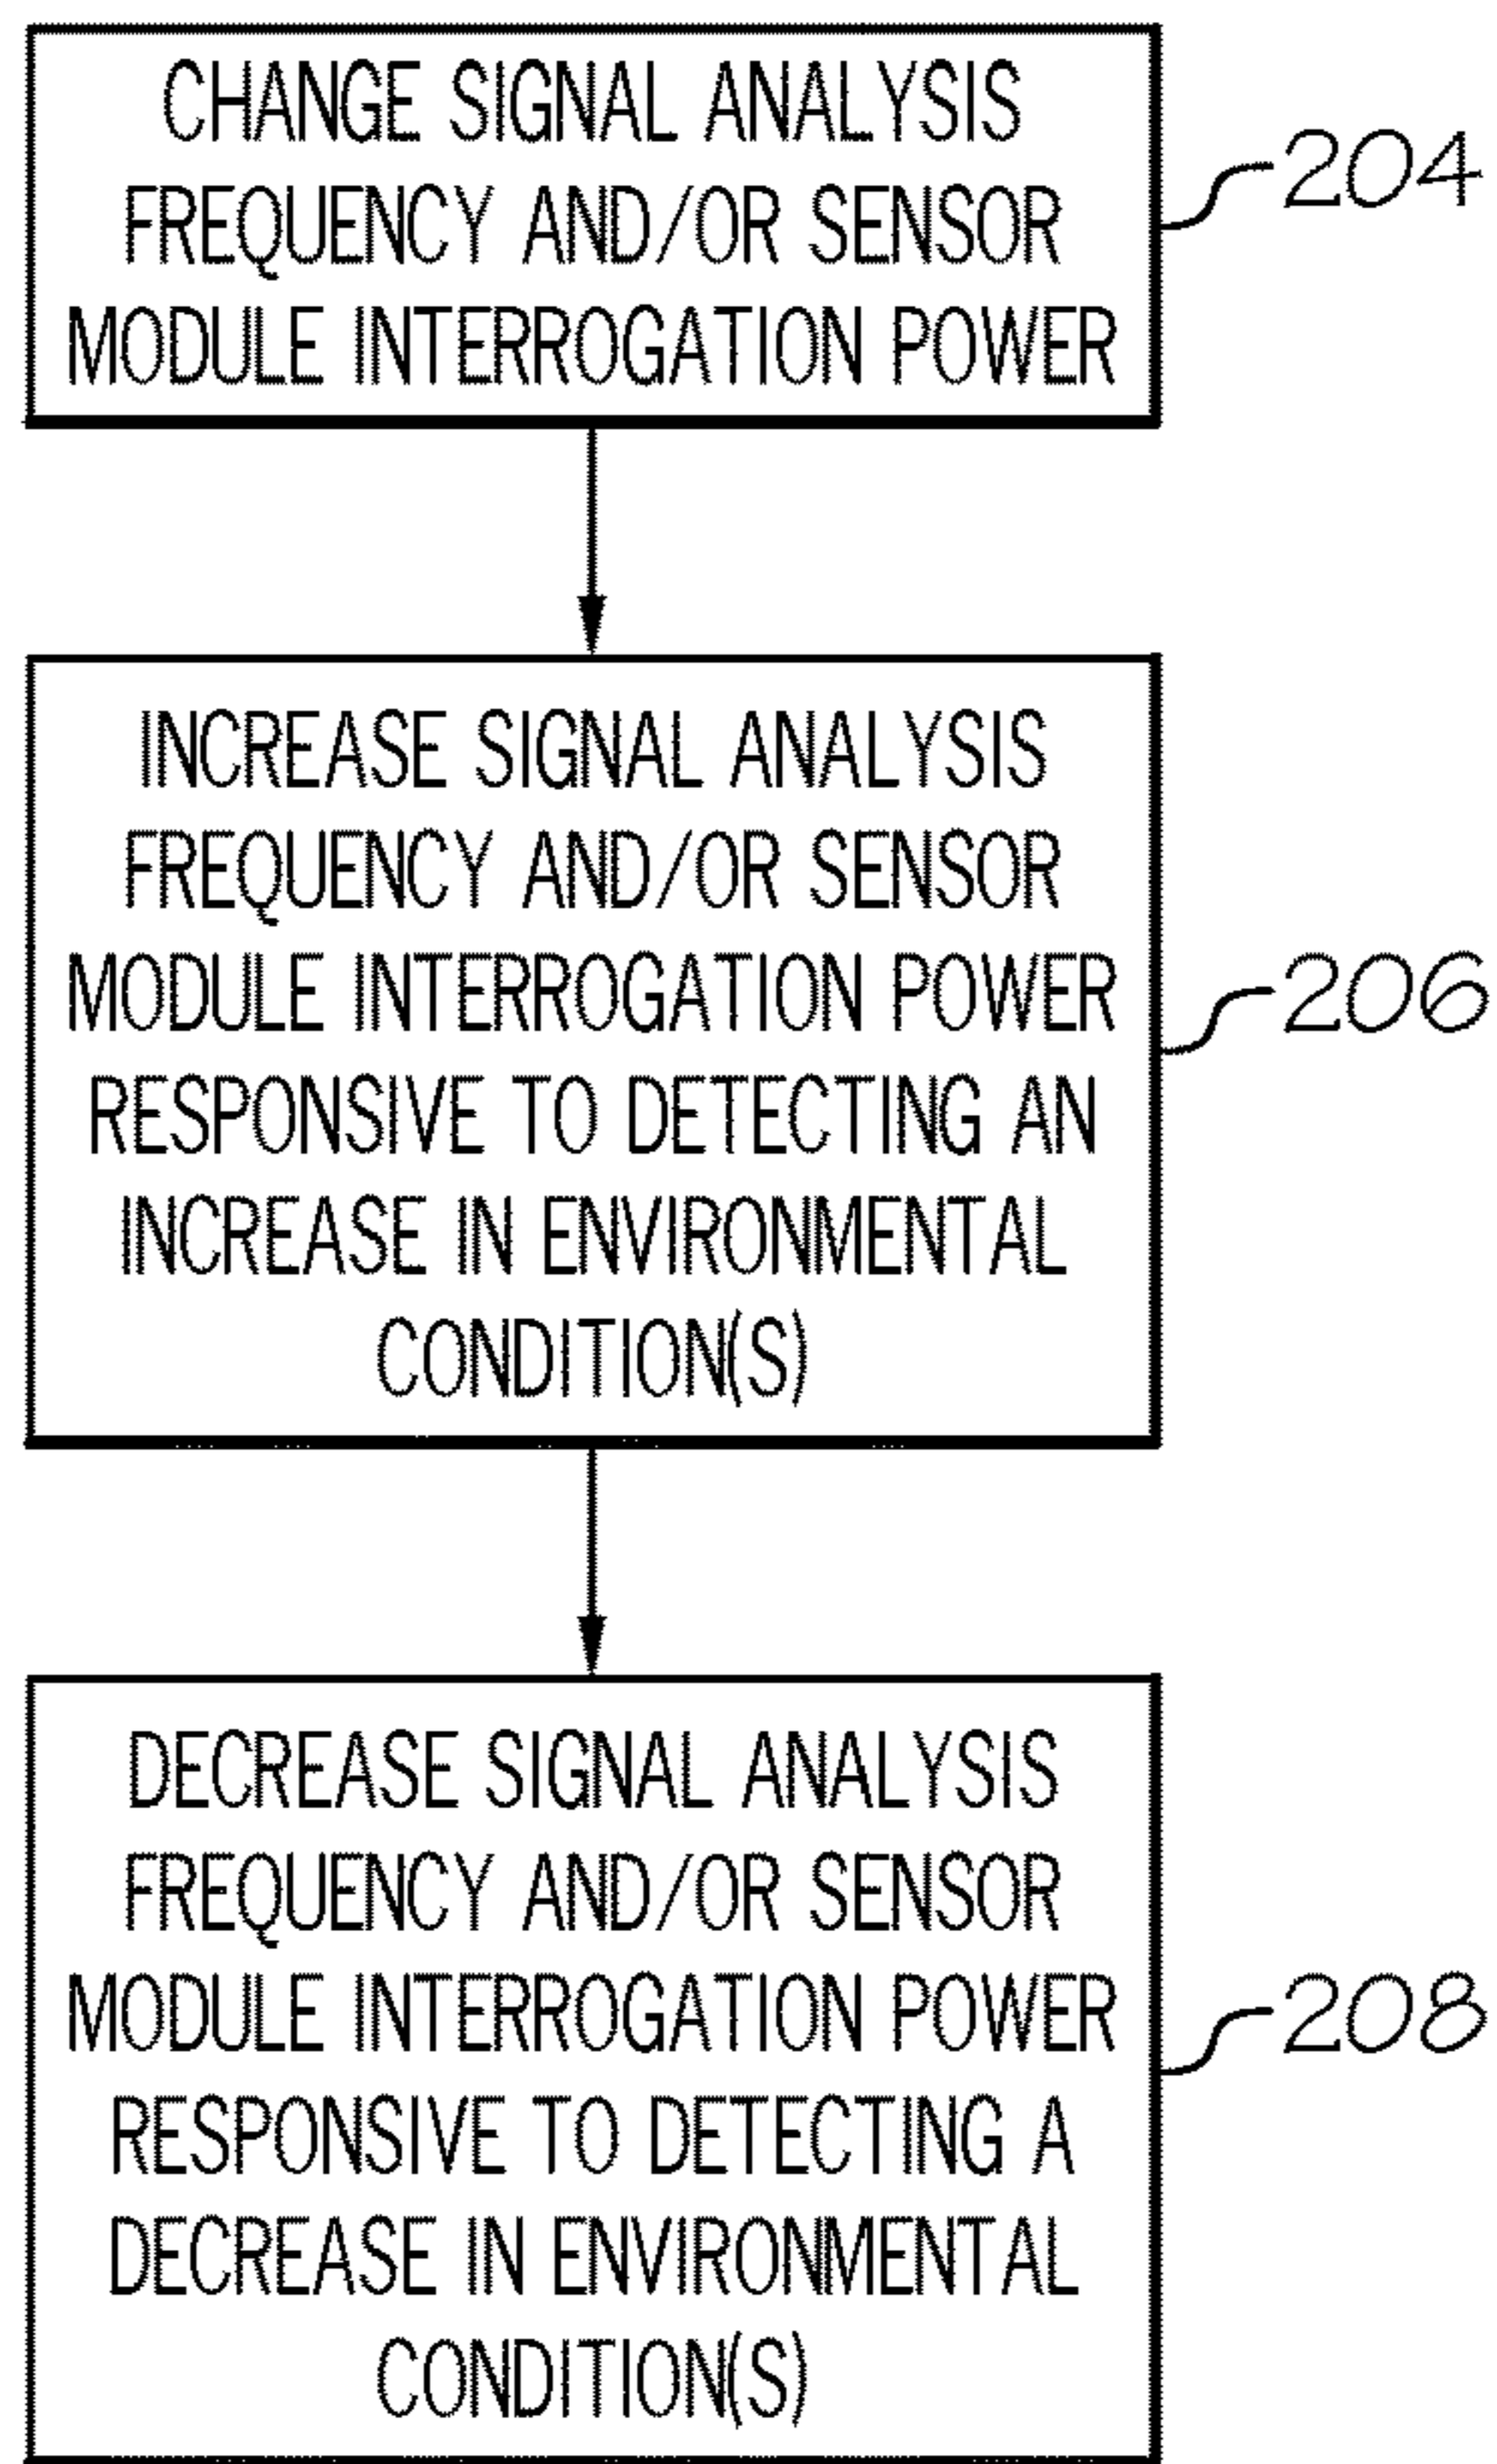 CHANGE SIGNAL ANALYSIS
FREQUENCY AND/OR SENSOR
MODULE INTERROGATION POWER
204
INCREASE SIGNAL ANALYSIS
FREQUENCY AND/OR SENSOR
MODULE INTERROGATION POWER
RESPONSIVE TO DETECTING AN
INCREASE IN ENVIRONMENTAL
CONDITION(S)
206
DECREASE SIGNAL ANALYSIS
FREQUENCY AND/OR SENSOR
MODULE INTERROGATION POWER
RESPONSIVE TO DETECTING A
DECREASE IN ENVIRONMENTAL
CONDITION(S)
208